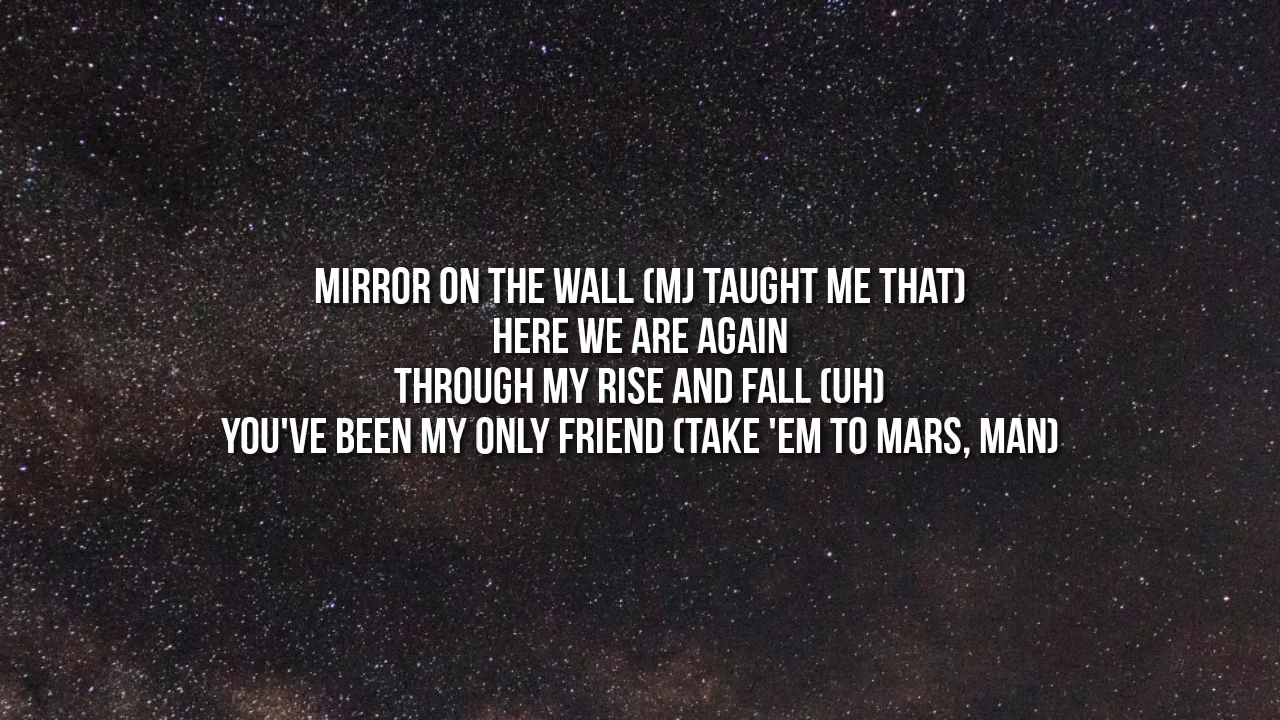 MIRROR ON THE WALL (MJ TAUGHT ME THAT)
HERE WE ARE AGAIN
THROUGH MY RISE AND FALL (UH)
YOU'VE BEEN MY ONLY FRIEND (TAKE 'EM TO MARS, MAN)